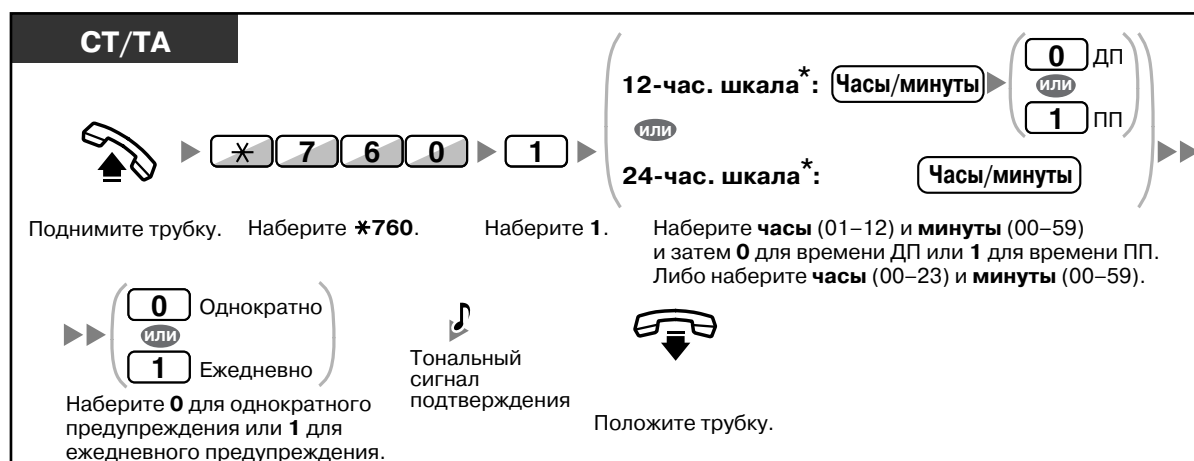 СТ/ТА
12-час. шкала*: Часы/минуты
0 ДП
или
1 ПП
или
24-час. шкала*: Часы/минуты
*760
1
Поднимите трубку.
Наберите *760.
Наберите 1.
Наберите часы (01–12) и минуты (00–59)
и затем 0 для времени ДП или 1 для времени ПП.
Либо наберите часы (00–23) и минуты (00–59).
0 Однократно
или
1 Ежедневно
Наберите 0 для однократного
предупреждения или 1 для
ежедневного предупреждения.
Тональный
сигнал
подтверждения
Положите трубку.